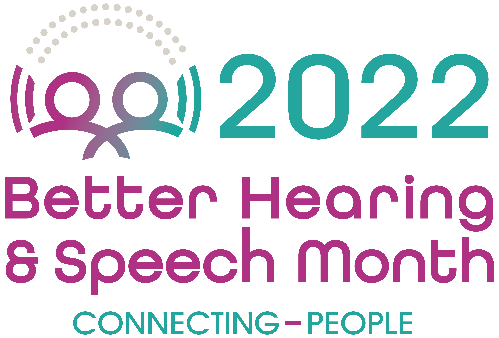 2022
Better Hearing
& Speech Month
CONNECTING–PEOPLE